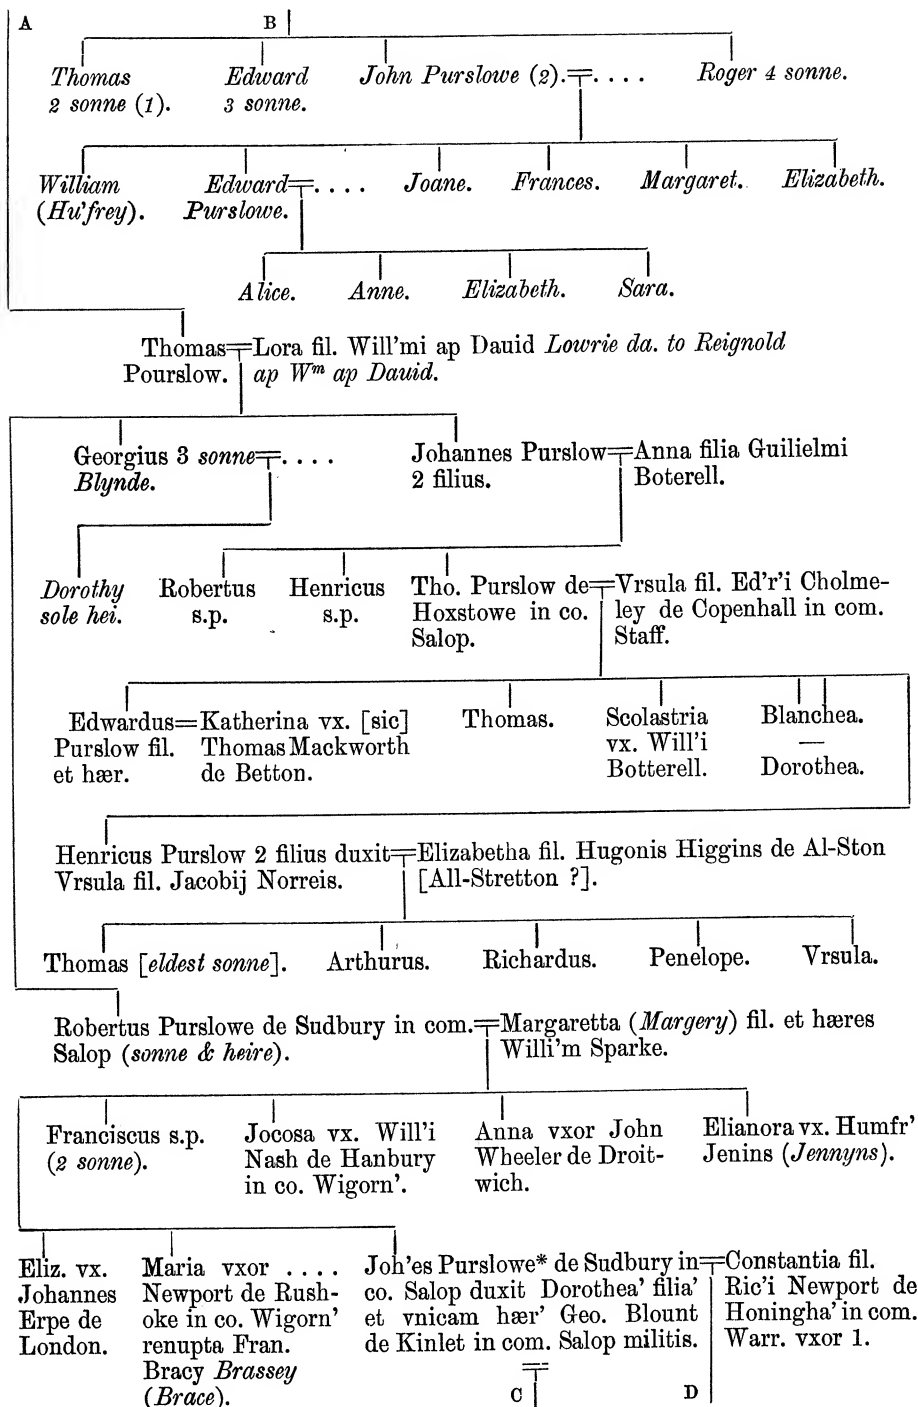 A B
Thomas Edward John Purslowe (2). . . . . Roger 4 sonne.
2 sonne (1). 3 sonne.
William Edward . . . . Joane. Frances. Margaret. Elizabeth.
(Hu'frey). Purslowe.
Alice. Anne. Elizabeth. Sara.
Thomas Lora fil. Will'mi ap Dauid Lowrie da. to Reignold
Pourslow. ap Wm ap Dauid.
Georgius 3 sonne . . . . Johannes Purslow Anna filia Guilielmi
Blynde. 2 filius. Boterell.
Dorothy Robertus Henricus Tho. Purslow de Vrsula fil. Ed'r'i Cholme-
sole hei. s.p. s.p. Hoxstowe in co. ley de Copenhall in com.
Salop. Staff.
Edwardus=Katherina vx. [sic] Thomas. Scolastria Blanchea.
Purslow fil. Thomas Mackworth vx. Will'i —
et hær. de Betton. Botterell. Dorothea.
Henricus Purslow 2 filius duxit Elizabetha fil. Hugonis Higgins de Al-Ston
Vrsula fil. Jacobij Norreis. [All-Stretton ?].
Thomas [eldest sonne]. Arthurus. Richardus. Penelope. Vrsula.
Robertus Purslowe de Sudbury in com. Margaretta (Margery) fil. et hæres
Salop (sonne & heire). Willi'm Sparke.
Franciscus s.p. Jocosa vx. Will'i Anna vxor John Elianora vx. Humfr'
(2 sonne). Nash de Hanbury Wheeler de Droit- Jenins (Jennyns).
in co. Wigorn'. wich.
Eliz. vx. Maria vxor . . . . Joh'es Purslowe* de Sudbury in Constantia fil.
Johannes Newport de Rush- co. Salop duxit Dorothea' filia' Ric'i Newport de
Erpe de oke in co. Wigorn' et vnicam hær' Geo. Blount Honingha' in com.
London. renupta Fran. de Kinlet in com. Salop militis. Warr. vxor 1.
Bracy Brassey
(Brace). C D